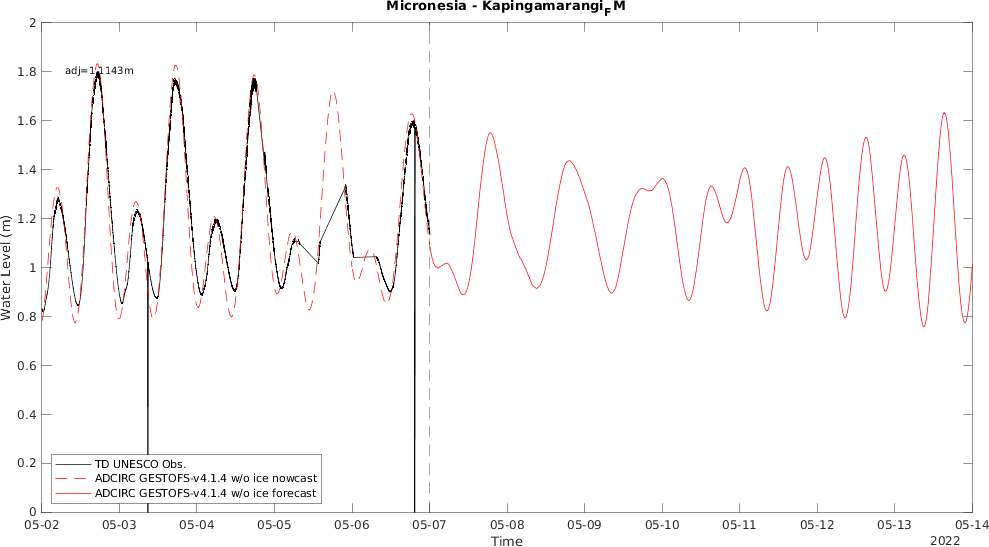 Micronesia - Kapingamarangi_FM
adj=1.1143m
2
1.8
1.6
1.4
1.2
1
0.8
0.6
0.4
0.2
0
Water Level (m)
TD UNESCO Obs.
ADCIRC GESTOFS-v4.1.4 w/o ice nowcast
ADCIRC GESTOFS-v4.1.4 w/o ice forecast
05-02 05-03 05-04 05-05 05-06 05-07 05-08 05-09 05-10 05-11 05-12 05-13 05-14
Time
2022